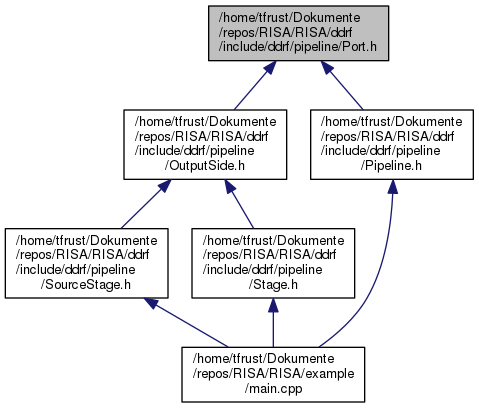 /home/tfrust/Dokumente
/repos/RISA/RISA/ddrf
/include/ddrf/pipeline/Port.h
/home/tfrust/Dokumente
/repos/RISA/RISA/ddrf
/include/ddrf/pipeline
/OutputSide.h
/home/tfrust/Dokumente
/repos/RISA/RISA/ddrf
/include/ddrf/pipeline
/Pipeline.h
/home/tfrust/Dokumente
/repos/RISA/RISA/ddrf
/include/ddrf/pipeline
/SourceStage.h
/home/tfrust/Dokumente
/repos/RISA/RISA/ddrf
/include/ddrf/pipeline
/Stage.h
/home/tfrust/Dokumente
/repos/RISA/RISA/example
/main.cpp